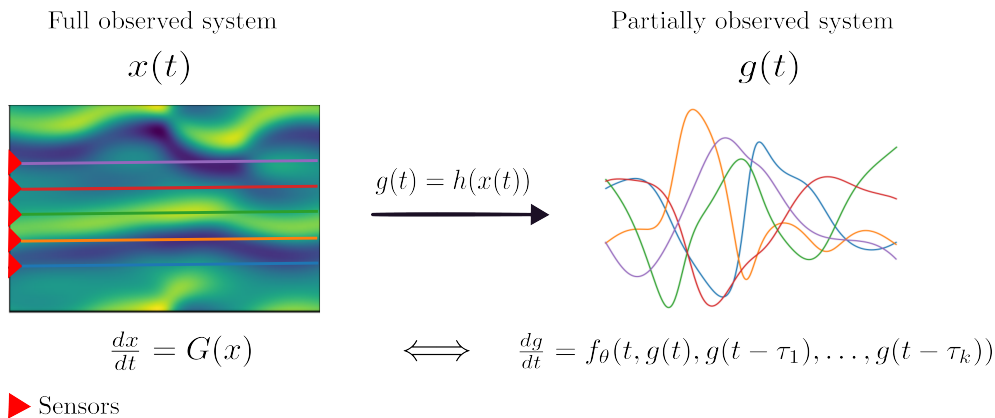 Full observed system
Partially observed system
x(t)
g(t)
g(t) = h(x(t))
dx/dt = G(x)
⟺
dg/dt = f_θ(t, g(t), g(t − τ_1), . . . , g(t − τ_k))
Sensors